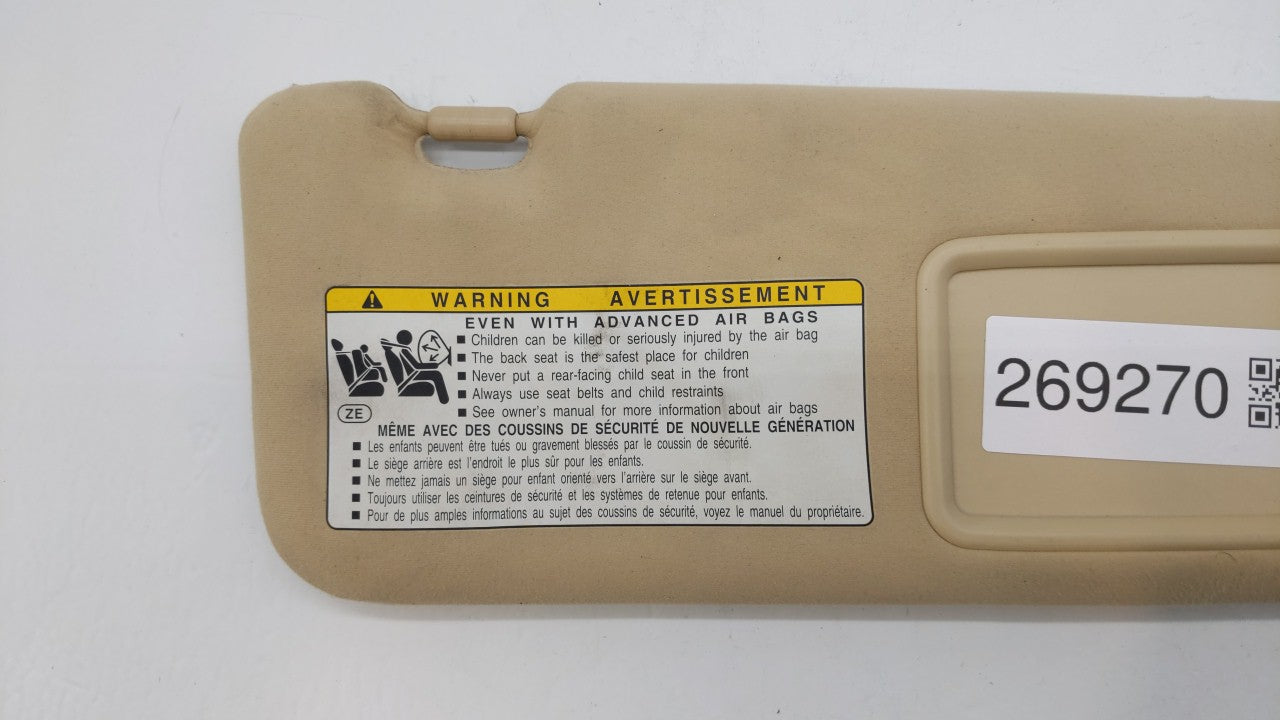 WARNING AVERTISSEMENT
EVEN WITH ADVANCED AIR BAGS
■ Children can be killed or seriously injured by the air bag
■ The back seat is the safest place for children
■ Never put a rear-facing child seat in the front
■ Always use seat belts and child restraints
■ See owner's manual for more information about air bags
ZE
MÊME AVEC DES COUSSINS DE SÉCURITÉ DE NOUVELLE GÉNÉRATION
■ Les enfants peuvent être tués ou gravement blessés par le coussin de sécurité.
■ Le siège arrière est l'endroit le plus sûr pour les enfants.
■ Ne mettez jamais un siège pour enfant orienté vers l'arrière sur le siège avant.
■ Toujours utiliser les ceintures de sécurité et les systèmes de retenue pour enfants.
■ Pour de plus amples informations au sujet des coussins de sécurité, voyez le manuel du propriétaire.
269270